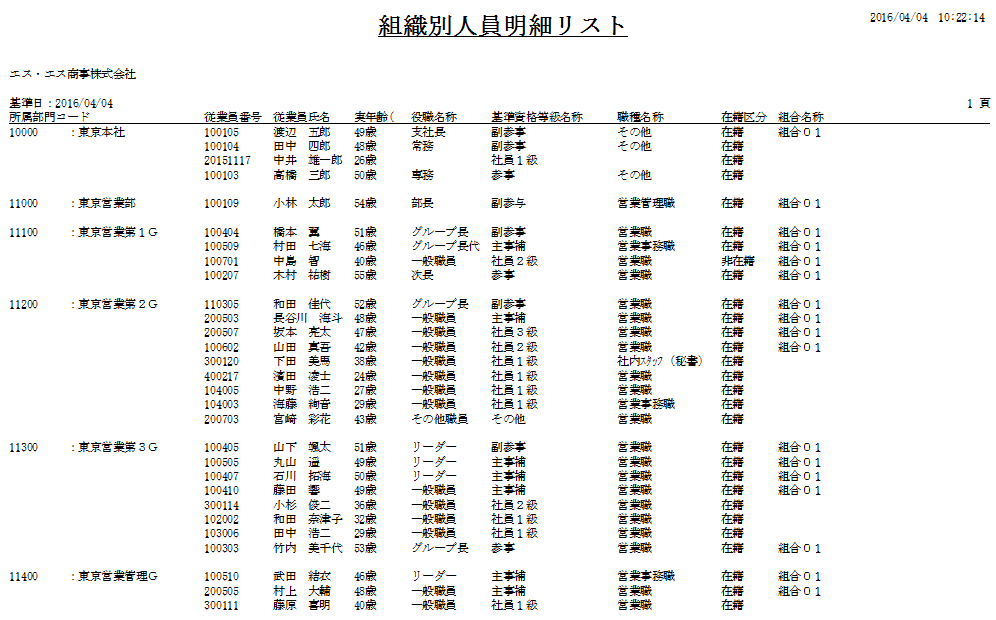 組織別人員明細リスト
2016/04/04 10:22:14
エス・エス商事株式会社
基準日：2016/04/04
1 頁
所属部門コード 従業員番号 従業員氏名 実年齢( 役職名称 基準資格等級名称 職種名称 在籍区分 組合名称
10000 ：東京本社 100105 渡辺 五郎 49歳 支社長 副参事 その他 在籍 組合０１
100104 田中 四郎 48歳 常務 副参事 その他 在籍
20151117 中井 雄一郎 26歳 社員１級 在籍
100103 高橋 三郎 50歳 専務 参事 その他 在籍
11000 ：東京営業部 100109 小林 太郎 54歳 部長 副参与 営業管理職 在籍 組合０１
11100 ：東京営業第１Ｇ 100404 橋本 翼 51歳 グループ長 副参事 営業職 在籍 組合０１
100509 村田 七海 46歳 グループ長代 主事補 営業事務職 在籍 組合０１
100701 中島 智 40歳 一般職員 社員２級 営業職 非在籍 組合０１
100207 木村 祐樹 55歳 次長 参事 営業職 在籍 組合０１
11200 ：東京営業第２Ｇ 110305 和田 佳代 52歳 グループ長 副参事 営業職 在籍 組合０１
200503 長谷川 海斗 48歳 一般職員 主事補 営業職 在籍 組合０１
200507 坂本 亮太 47歳 一般職員 社員３級 営業職 在籍 組合０１
100602 山田 真吾 42歳 一般職員 社員２級 営業職 在籍 組合０１
300120 下田 美馬 38歳 一般職員 社員１級 社内ｽﾀｯﾌ（秘書） 在籍
400217 濱田 凌士 24歳 一般職員 社員１級 営業職 在籍
104005 中野 浩二 27歳 一般職員 社員１級 営業職 在籍
104003 海藤 絢音 29歳 一般職員 社員１級 営業事務職 在籍
200703 宮崎 彩花 43歳 その他職員 その他 営業職 在籍
11300 ：東京営業第３Ｇ 100405 山下 颯太 51歳 リーダー 副参事 営業職 在籍 組合０１
100505 丸山 遥 49歳 リーダー 主事補 営業職 在籍 組合０１
100407 石川 拓海 50歳 リーダー 主事補 営業職 在籍 組合０１
100410 藤田 響 49歳 一般職員 主事補 営業職 在籍 組合０１
300114 小杉 俊二 36歳 一般職員 社員２級 営業職 在籍
102002 和田 奈津子 32歳 一般職員 社員１級 営業職 在籍
103006 田中 浩二 29歳 一般職員 社員１級 営業職 在籍
100303 竹内 美千代 53歳 グループ長 参事 営業職 在籍 組合０１
11400 ：東京営業管理Ｇ 100510 武田 結衣 46歳 リーダー 主事補 営業事務職 在籍 組合０１
200505 村上 大輔 48歳 一般職員 主事補 営業職 在籍 組合０１
300111 藤原 喜明 40歳 一般職員 社員１級 営業職 在籍 組合０１